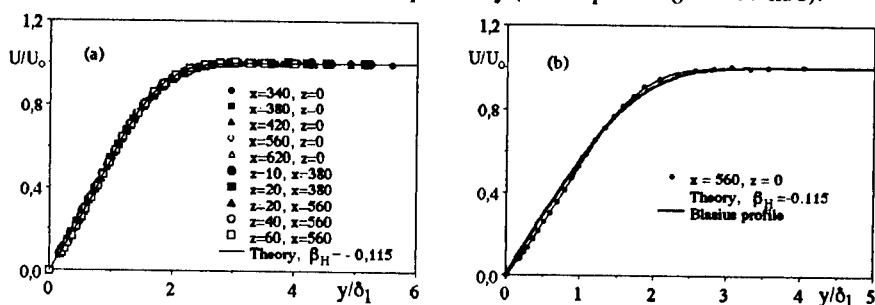 1,2
U/U₀
(a)
0,8
0,4
0,0
0
2
4
6
y/δ₁
x=340, z=0
x=380, z=0
x=420, z=0
x=560, z=0
x=620, z=0
z=10, x=380
z=20, x=380
z=20, x=560
z=40, x=560
z=60, x=560
Theory, β_H = - 0,115
1,2
U/U₀
(b)
0,8
0,4
0,0
0
1
2
3
4
5
y/δ₁
x = 560, z = 0
Theory, β_H =-0.115
Blasius profile